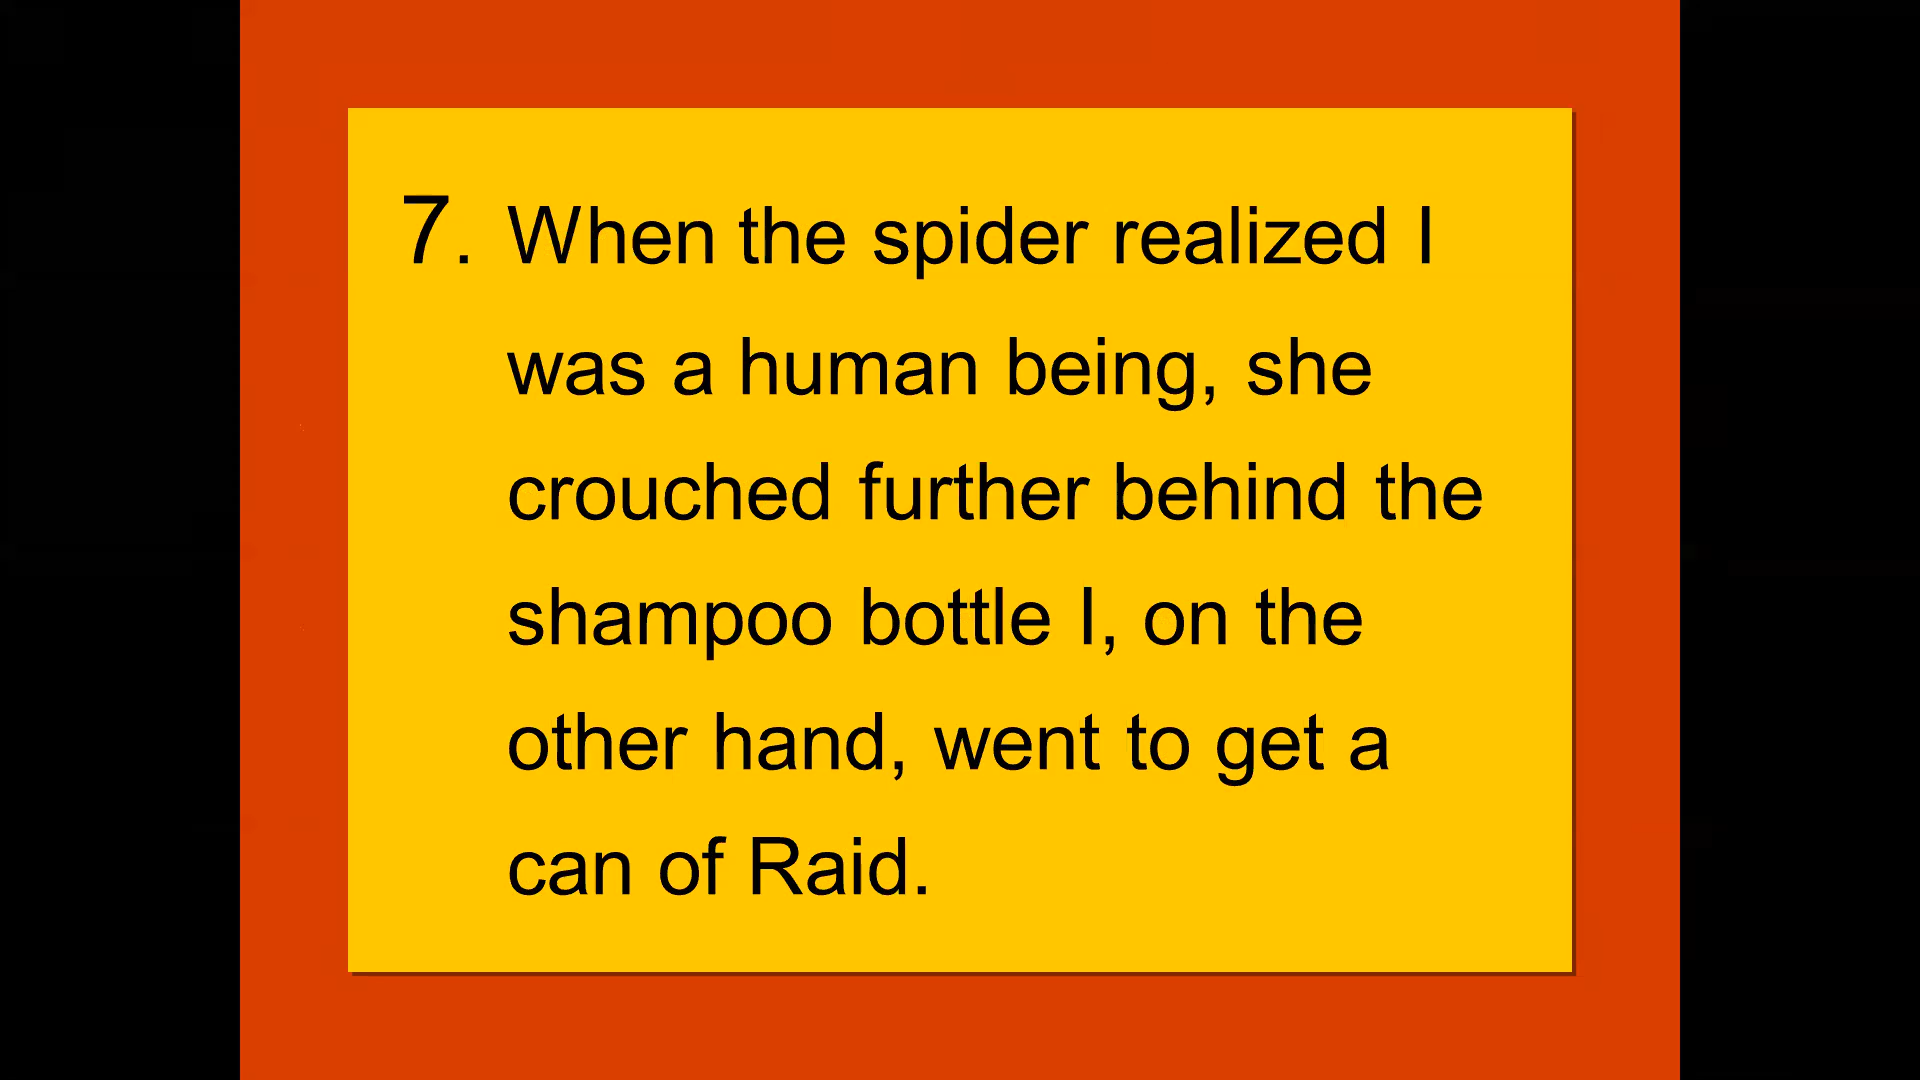 7. When the spider realized I
was a human being, she
crouched further behind the
shampoo bottle I, on the
other hand, went to get a
can of Raid.